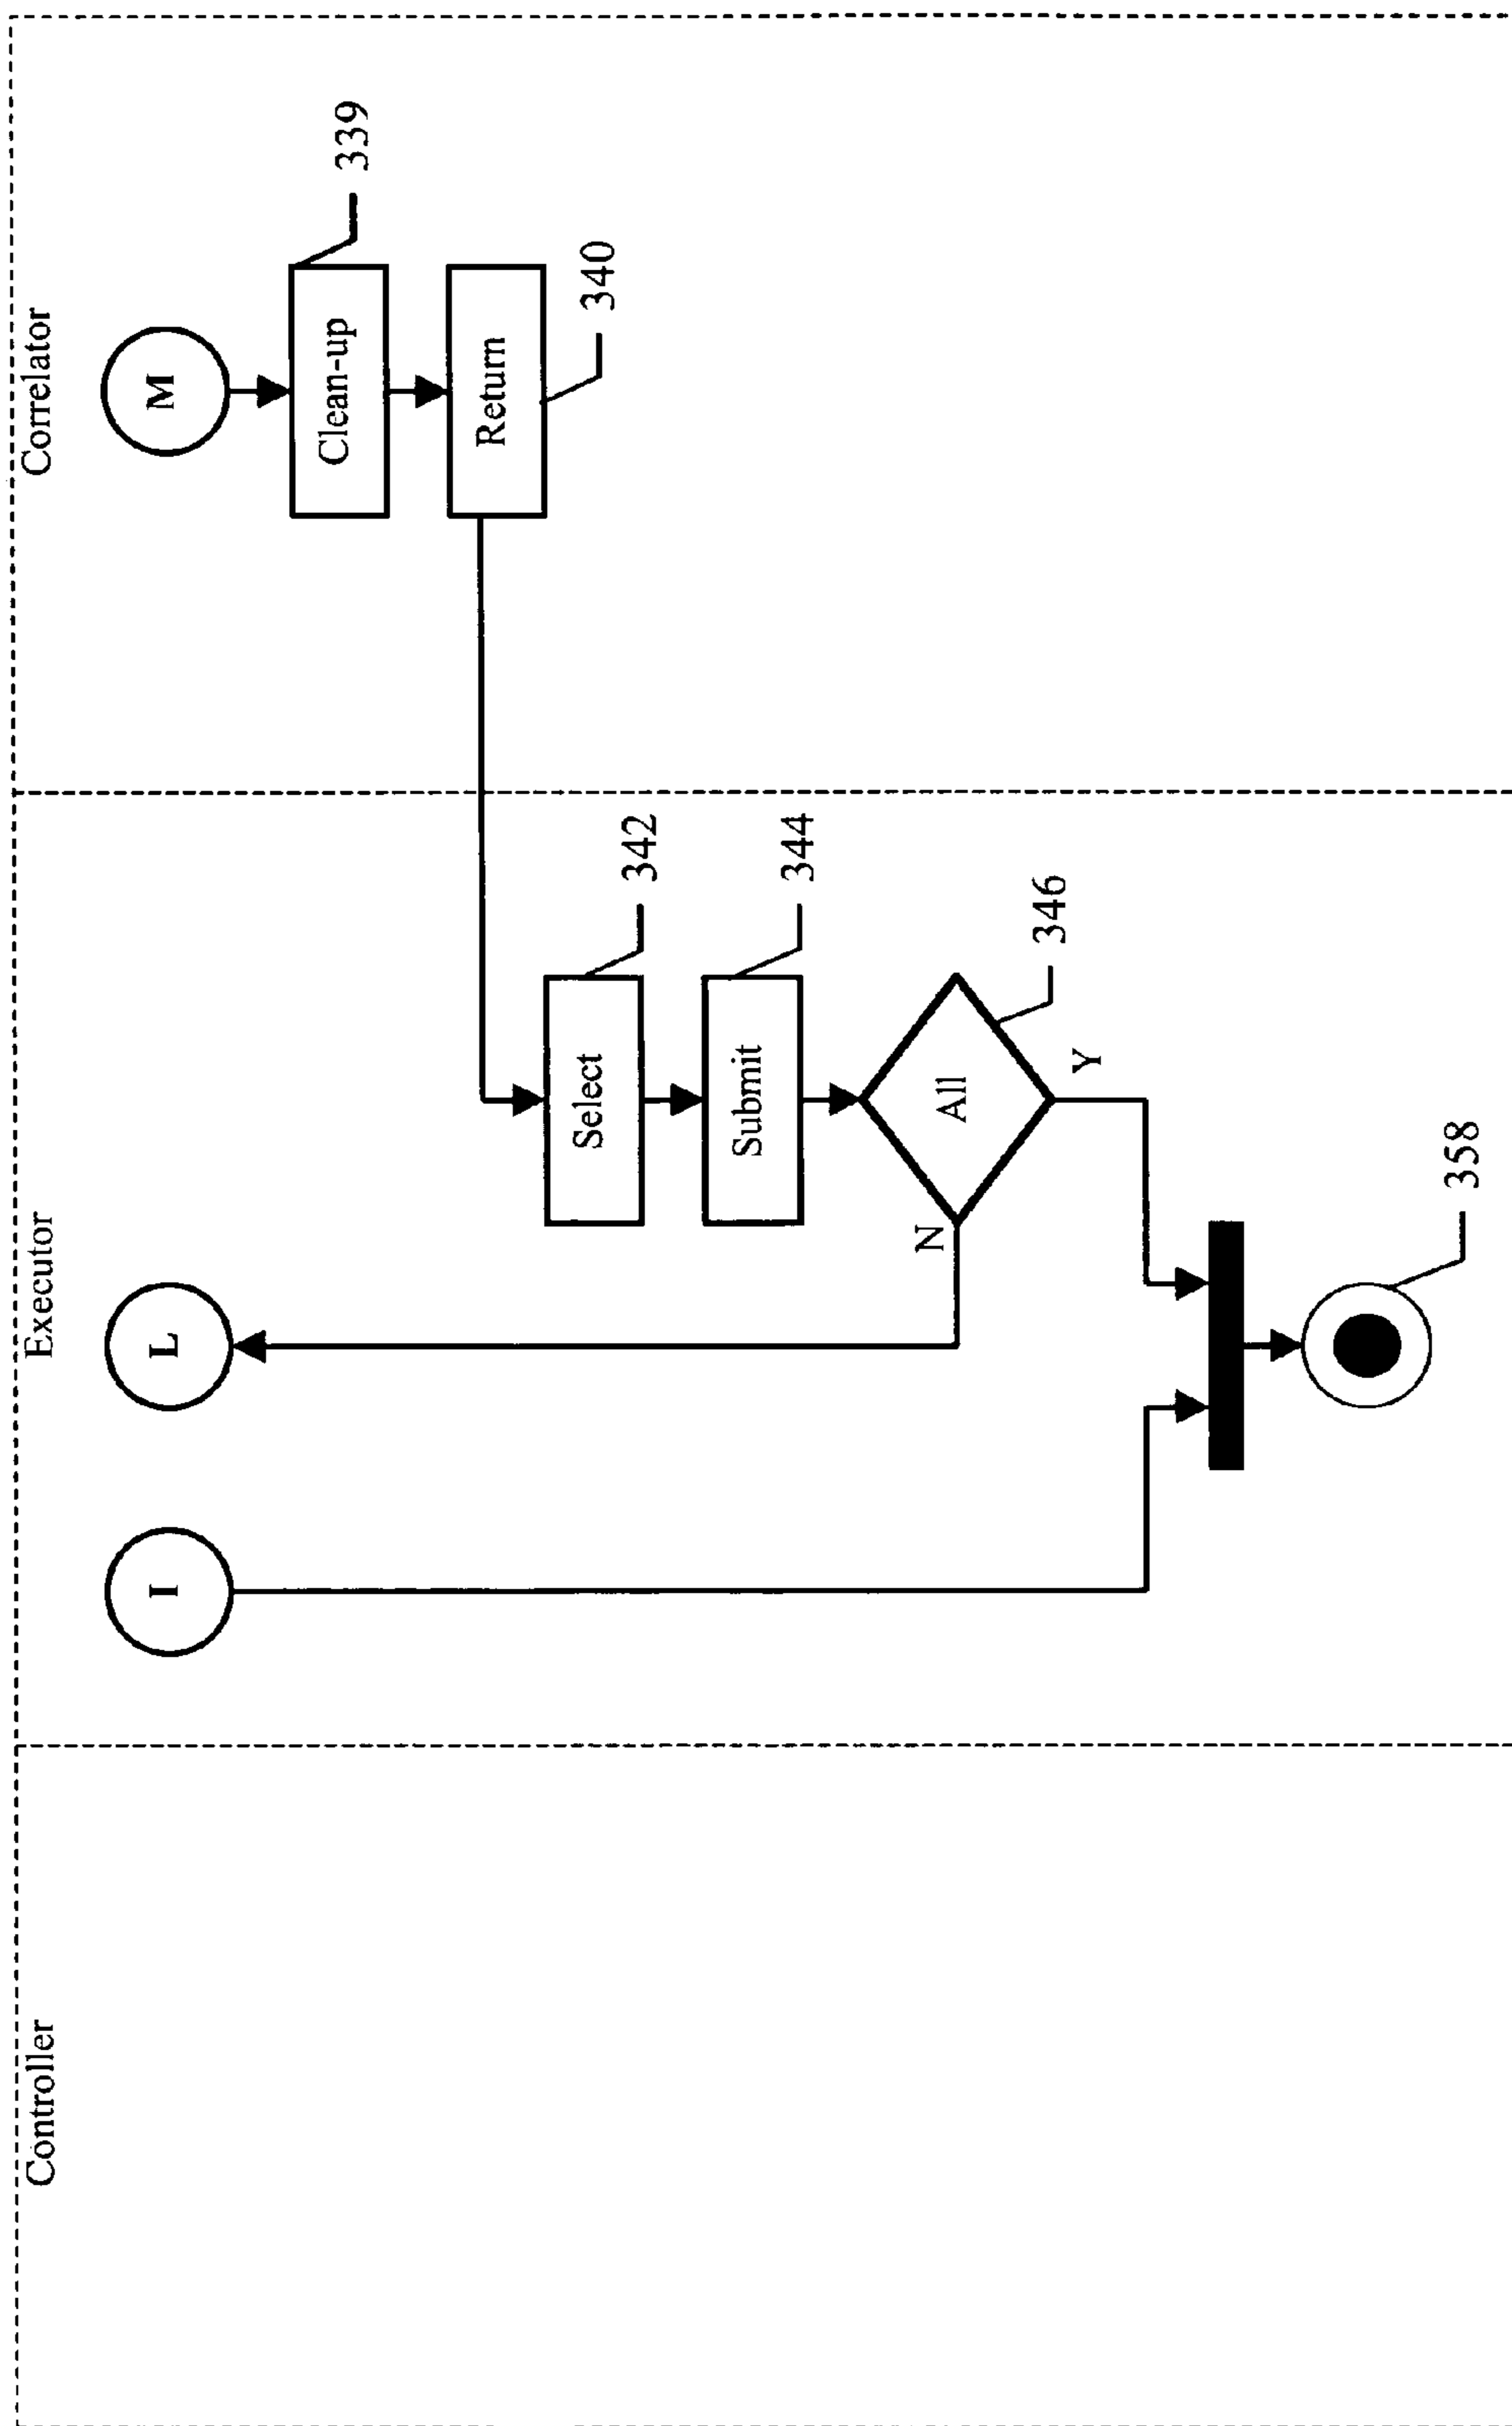 Controller
Executor
Correlator
I
L
M
Clean-up
339
Return
340
Select
342
Submit
344
All
346
N
Y
358